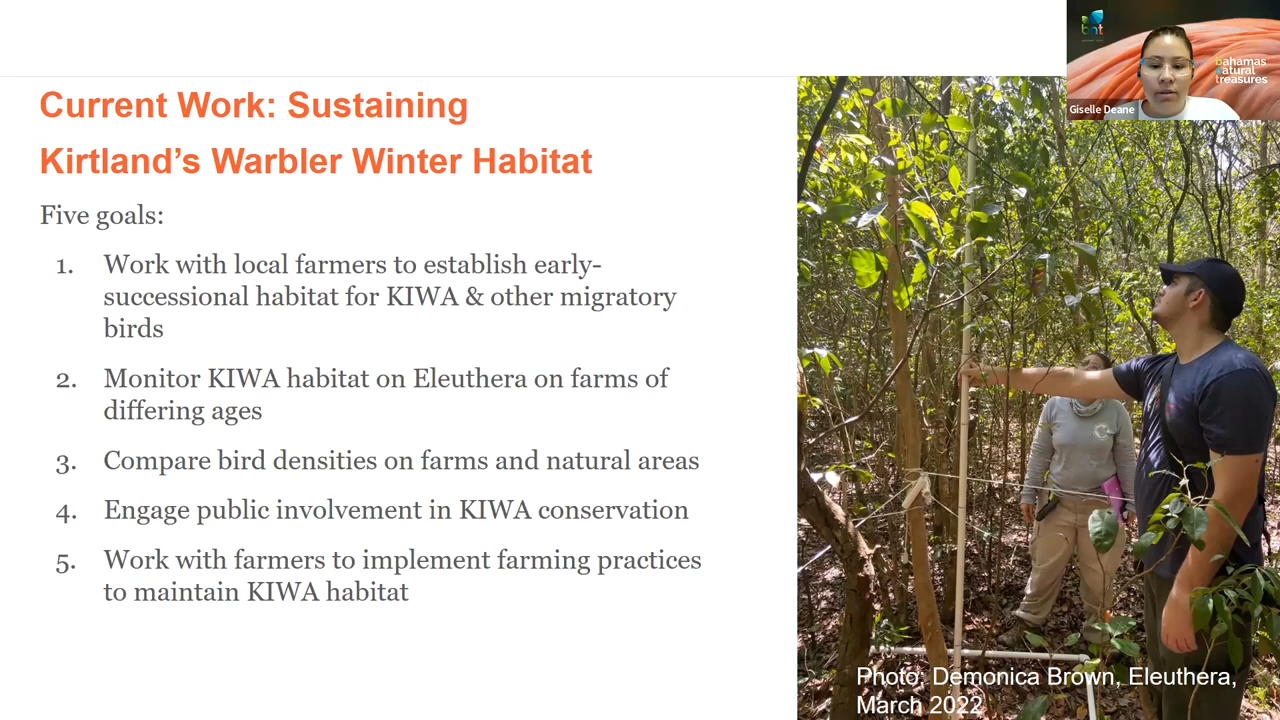 Current Work: Sustaining
Kirtland's Warbler Winter Habitat
Five goals:
1. Work with local farmers to establish early-
successional habitat for KIWA & other migratory
birds
2. Monitor KIWA habitat on Eleuthera on farms of
differing ages
3. Compare bird densities on farms and natural areas
4. Engage public involvement in KIWA conservation
5. Work with farmers to implement farming practices
to maintain KIWA habitat
bnt
bahamas
natural
treasures
Giselle Deane
Photo: Demonica Brown, Eleuthera,
March 2022